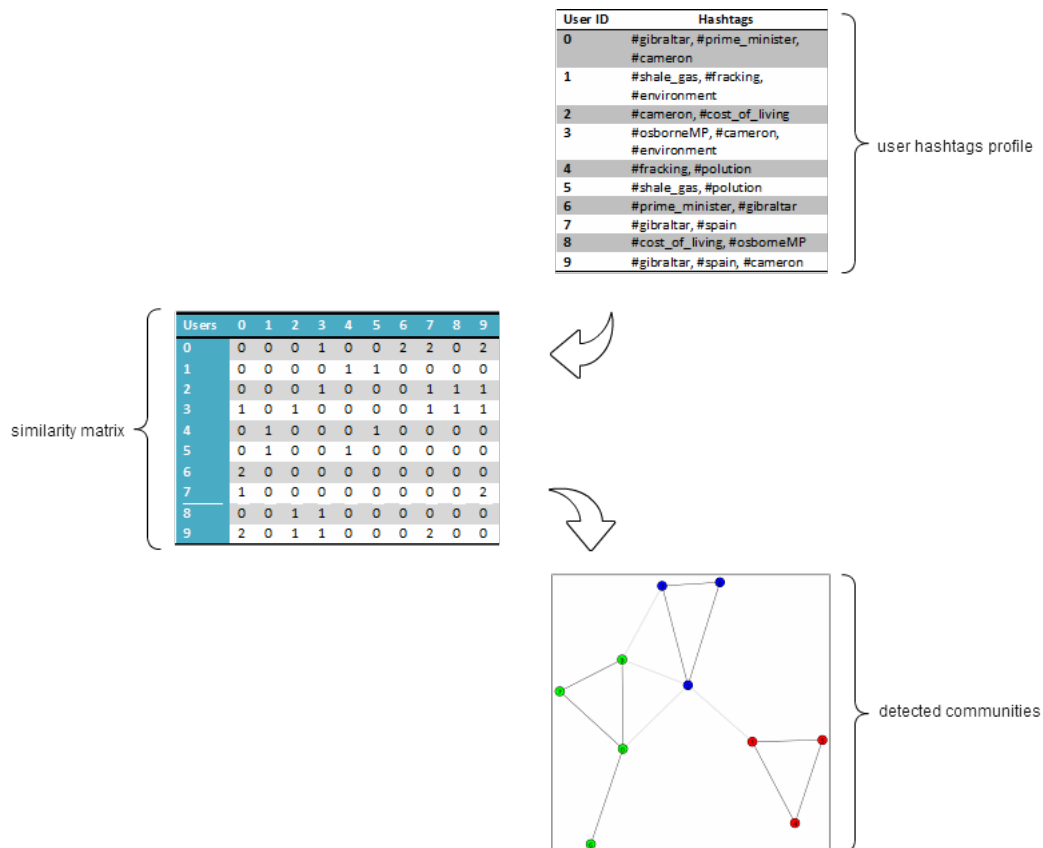 User ID Hashtags
0 #gibraltar, #prime_minister,
#cameron
1 #shale_gas, #fracking,
#environment
2 #cameron, #cost_of_living
3 #osborneMP, #cameron,
#environment
4 #fracking, #polution
5 #shale_gas, #polution
6 #prime_minister, #gibraltar
7 #gibraltar, #spain
8 #cost_of_living, #osborneMP
9 #gibraltar, #spain, #cameron
user hashtags profile
Users 0 1 2 3 4 5 6 7 8 9
0 0 0 0 1 0 0 2 2 0 2
1 0 0 0 0 1 1 0 0 0 0
2 0 0 0 1 0 0 0 1 1 1
3 1 0 1 0 0 0 0 1 1 1
4 0 1 0 0 0 1 0 0 0 0
5 0 1 0 0 1 0 0 0 0 0
6 2 0 0 0 0 0 0 0 0 0
7 1 0 0 0 0 0 0 0 0 2
8 0 0 1 1 0 0 0 0 0 0
9 2 0 1 1 0 0 0 2 0 0
similarity matrix
detected communities